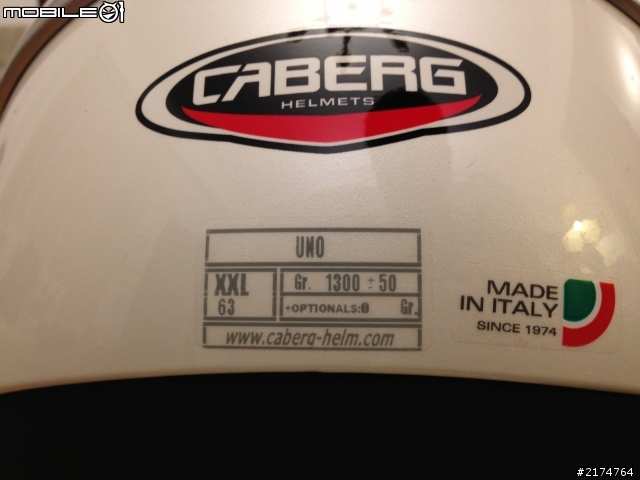 MOBILE01
CABERG
HELMETS
UNO
XXL
63
Gr. 1300 ± 50
+OPTIONALS:0 Gr.
www.caberg-helm.com
MADE
IN ITALY
SINCE 1974
#2174764